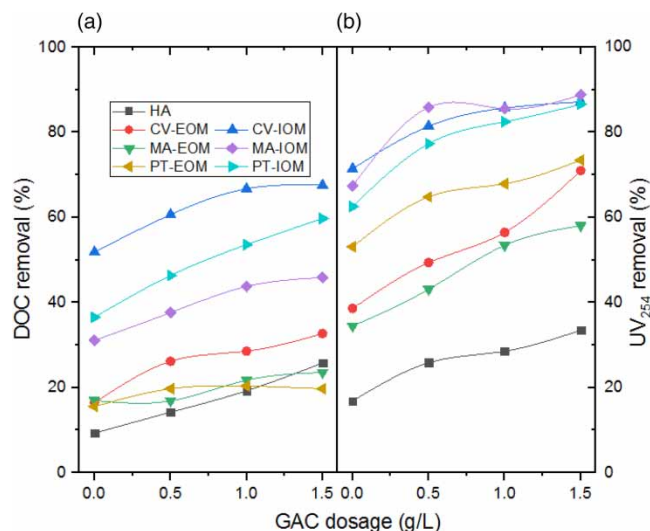 (a) (b)
100 100
80 80
60 60
40 40
20 20
0 0
DOC removal (%)
HA
CV-EOM CV-IOM
MA-EOM MA-IOM
PT-EOM PT-IOM
UV254 removal (%)
0.0 0.5 1.0 1.5 0.0 0.5 1.0 1.5
GAC dosage (g/L)